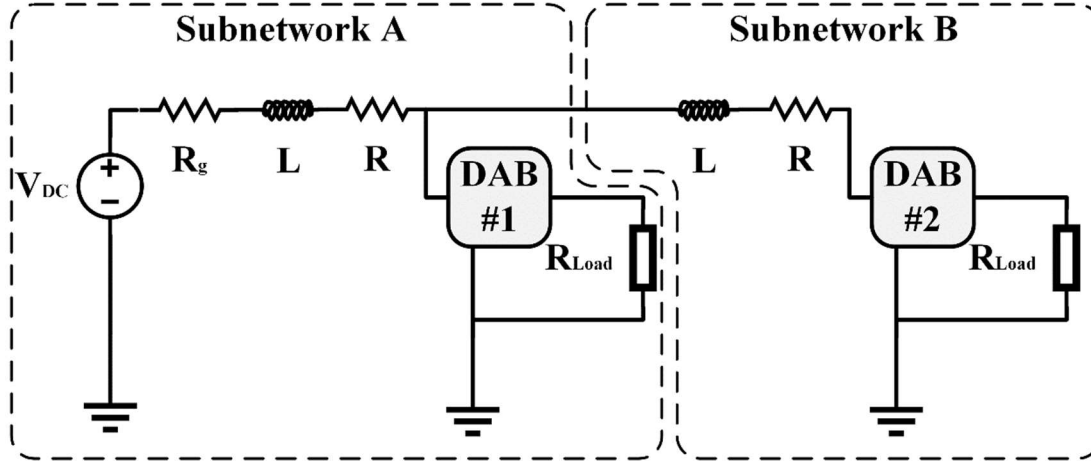 Subnetwork A
Subnetwork B
VDC
+
−
Rg
L
R
DAB
#1
RLoad
L
R
DAB
#2
RLoad